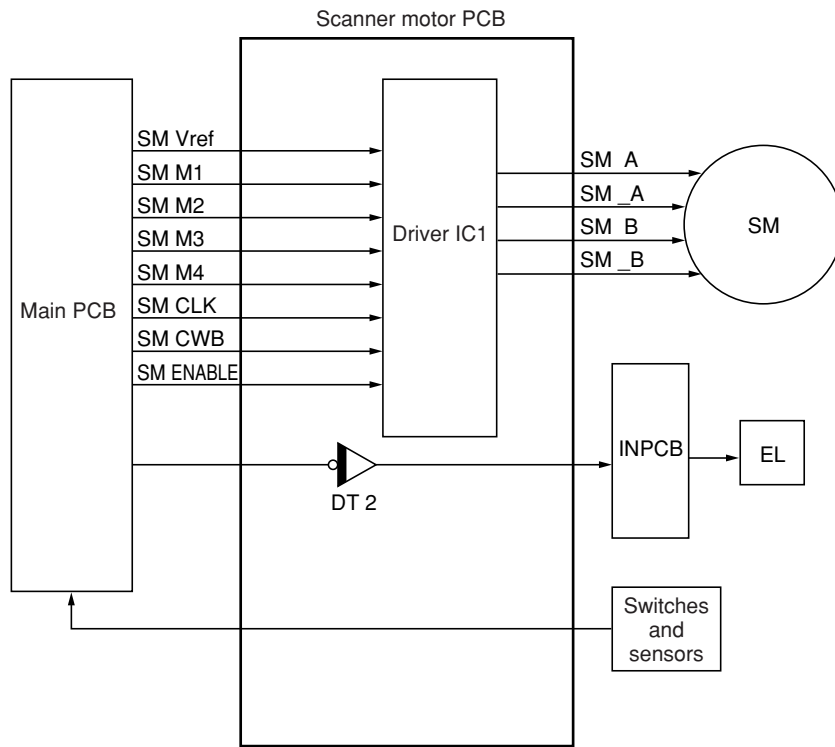 Scanner motor PCB
SM Vref
SM M1
SM M2
SM M3
SM M4
SM CLK
SM CWB
SM ENABLE
Main PCB
Driver IC1
SM A
SM _A
SM B
SM _B
SM
DT 2
INPCB
EL
Switches
and
sensors